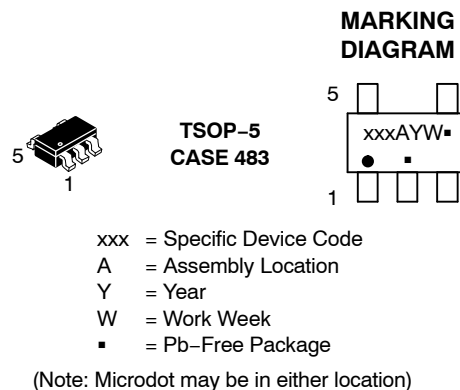 MARKING
DIAGRAM
5
1
TSOP−5
CASE 483
5
xxxAYW▪
▪
1
xxx = Specific Device Code
A = Assembly Location
Y = Year
W = Work Week
▪ = Pb−Free Package
(Note: Microdot may be in either location)